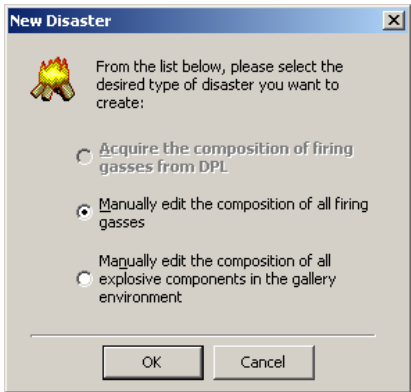 New Disaster
From the list below, please select the
desired type of disaster you want to
create:
Acquire the composition of firing
gasses from DPL
Manually edit the composition of all firing
gasses
Manually edit the composition of all
explosive components in the gallery
environment
OK
Cancel